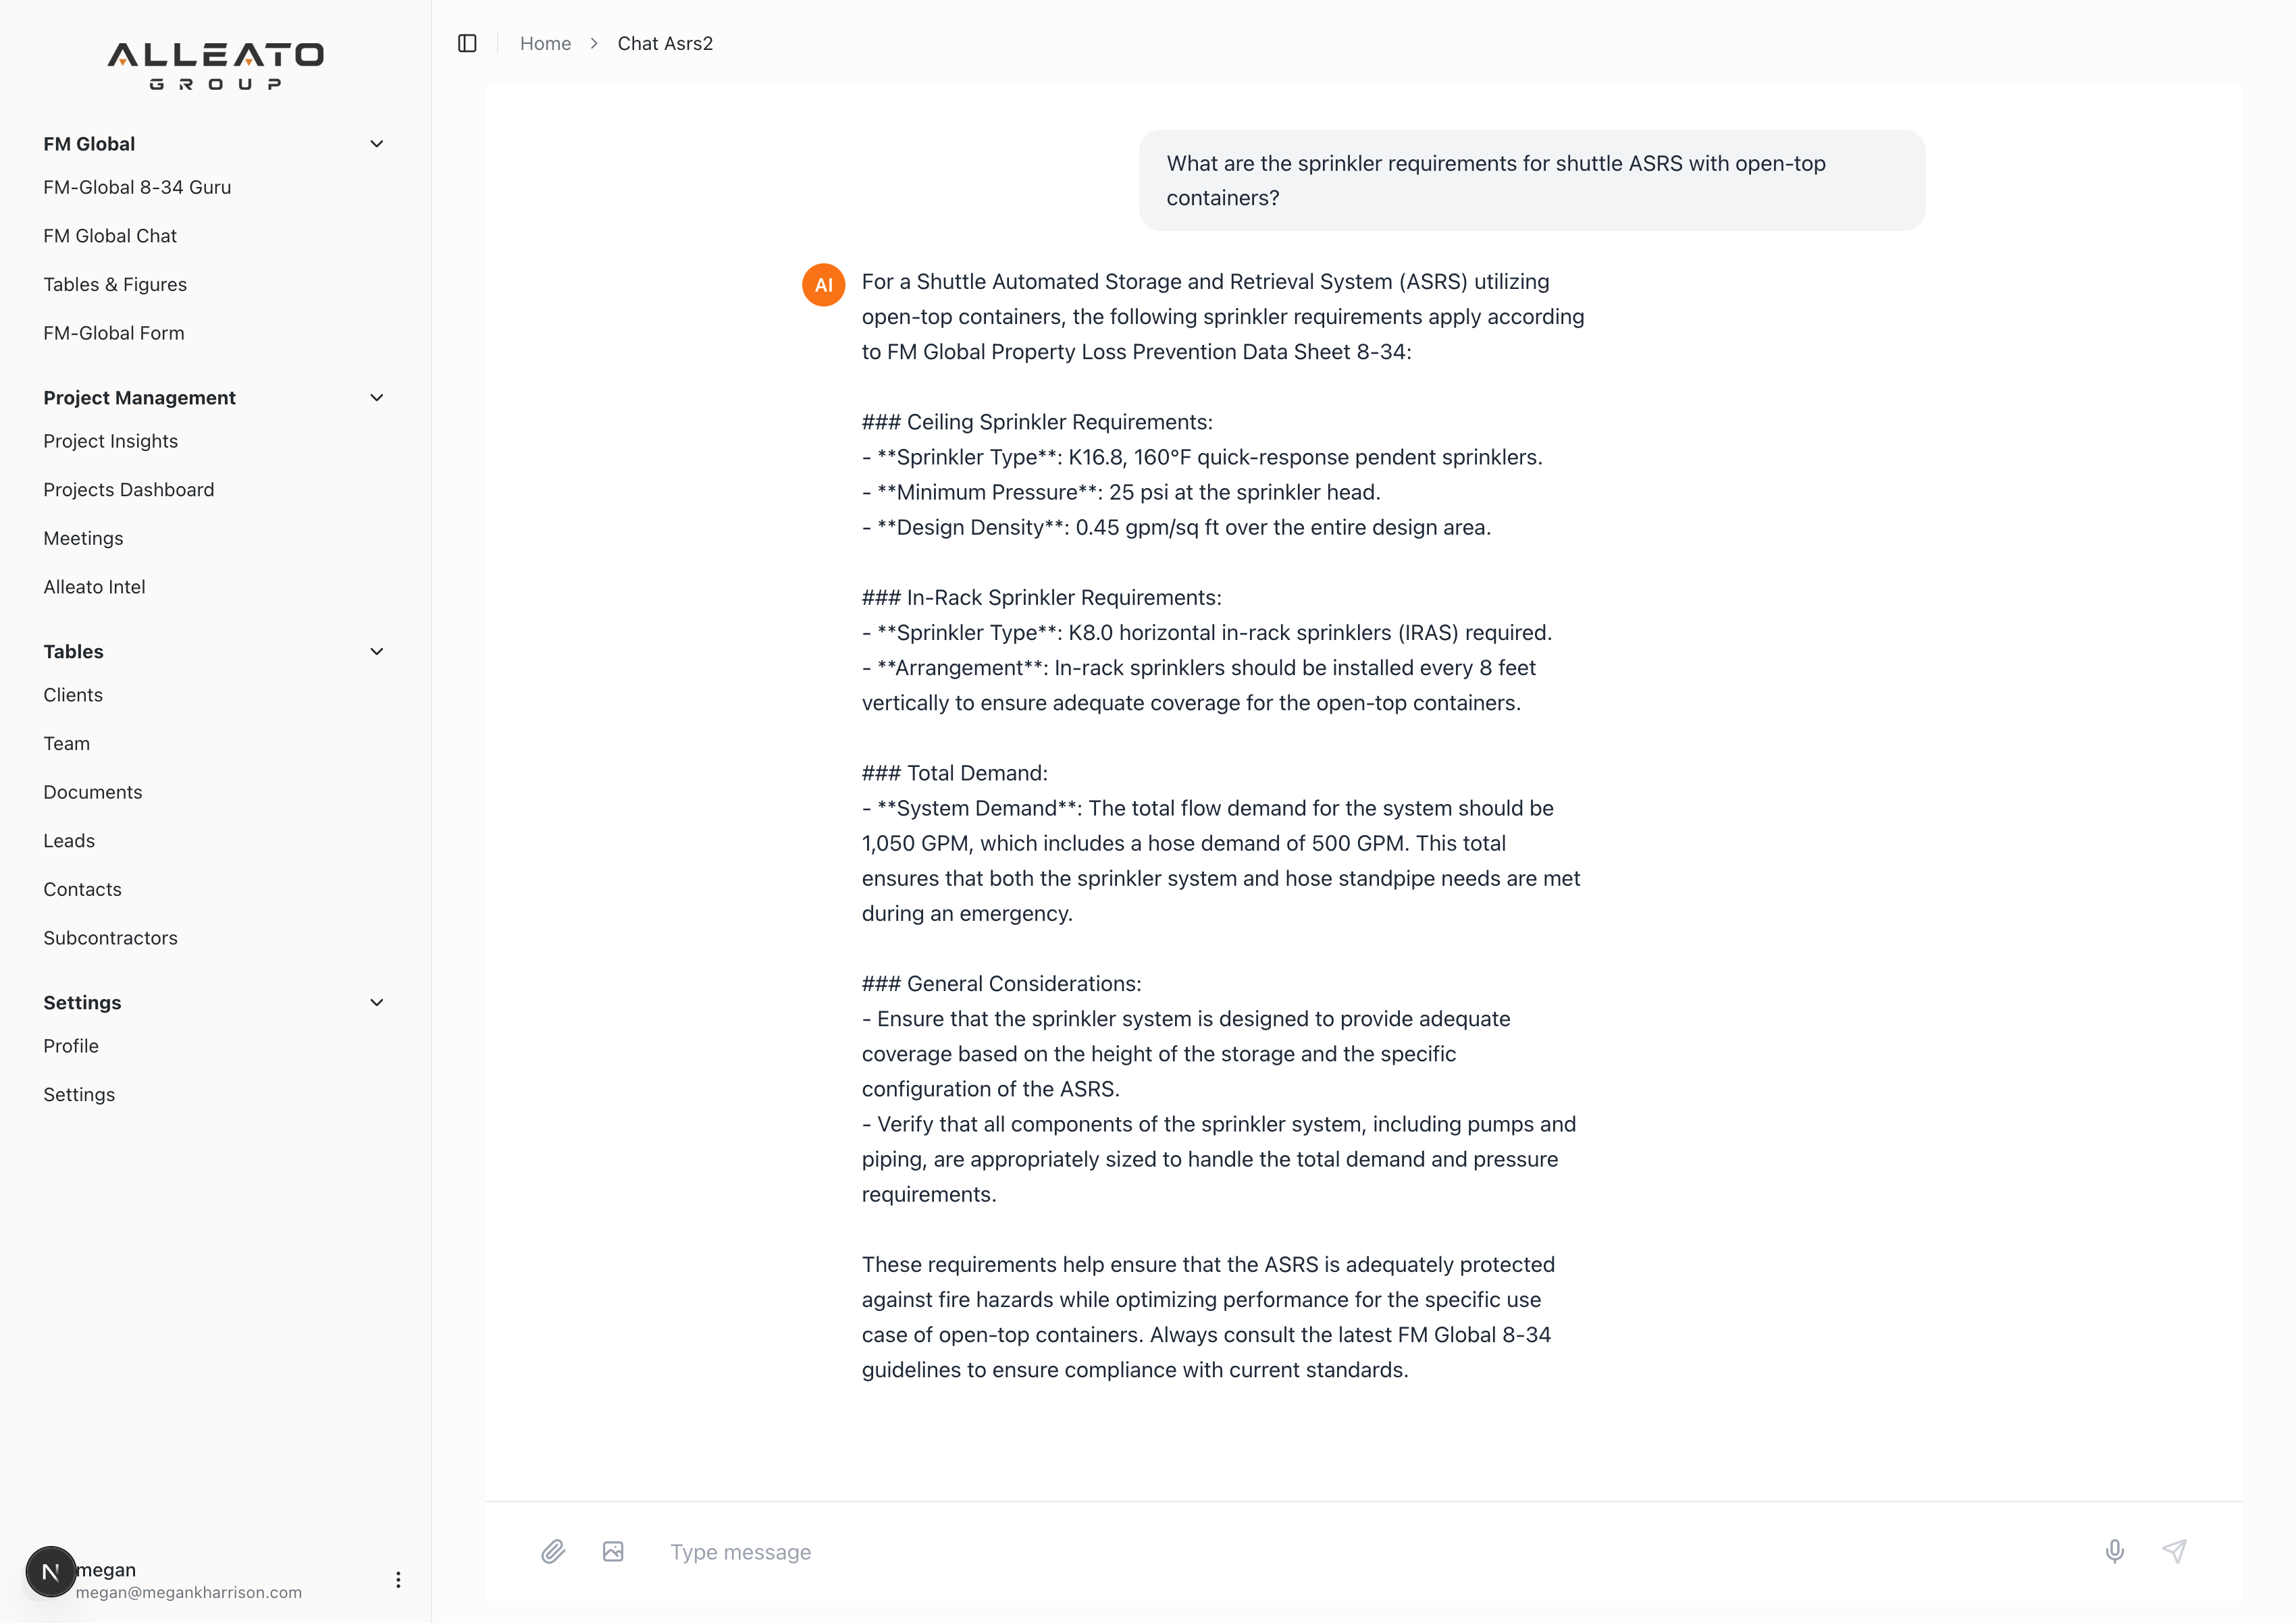 ALLEATO
GROUP
FM Global
FM-Global 8-34 Guru
FM Global Chat
Tables & Figures
FM-Global Form
Project Management
Project Insights
Projects Dashboard
Meetings
Alleato Intel
Tables
Clients
Team
Documents
Leads
Contacts
Subcontractors
Settings
Profile
Settings
N
megan
megan@megankharrison.com
Home > Chat Asrs2
What are the sprinkler requirements for shuttle ASRS with open-top
containers?
AI
For a Shuttle Automated Storage and Retrieval System (ASRS) utilizing
open-top containers, the following sprinkler requirements apply according
to FM Global Property Loss Prevention Data Sheet 8-34:
### Ceiling Sprinkler Requirements:
- **Sprinkler Type**: K16.8, 160°F quick-response pendent sprinklers.
- **Minimum Pressure**: 25 psi at the sprinkler head.
- **Design Density**: 0.45 gpm/sq ft over the entire design area.
### In-Rack Sprinkler Requirements:
- **Sprinkler Type**: K8.0 horizontal in-rack sprinklers (IRAS) required.
- **Arrangement**: In-rack sprinklers should be installed every 8 feet
vertically to ensure adequate coverage for the open-top containers.
### Total Demand:
- **System Demand**: The total flow demand for the system should be
1,050 GPM, which includes a hose demand of 500 GPM. This total
ensures that both the sprinkler system and hose standpipe needs are met
during an emergency.
### General Considerations:
- Ensure that the sprinkler system is designed to provide adequate
coverage based on the height of the storage and the specific
configuration of the ASRS.
- Verify that all components of the sprinkler system, including pumps and
piping, are appropriately sized to handle the total demand and pressure
requirements.
These requirements help ensure that the ASRS is adequately protected
against fire hazards while optimizing performance for the specific use
case of open-top containers. Always consult the latest FM Global 8-34
guidelines to ensure compliance with current standards.
Type message